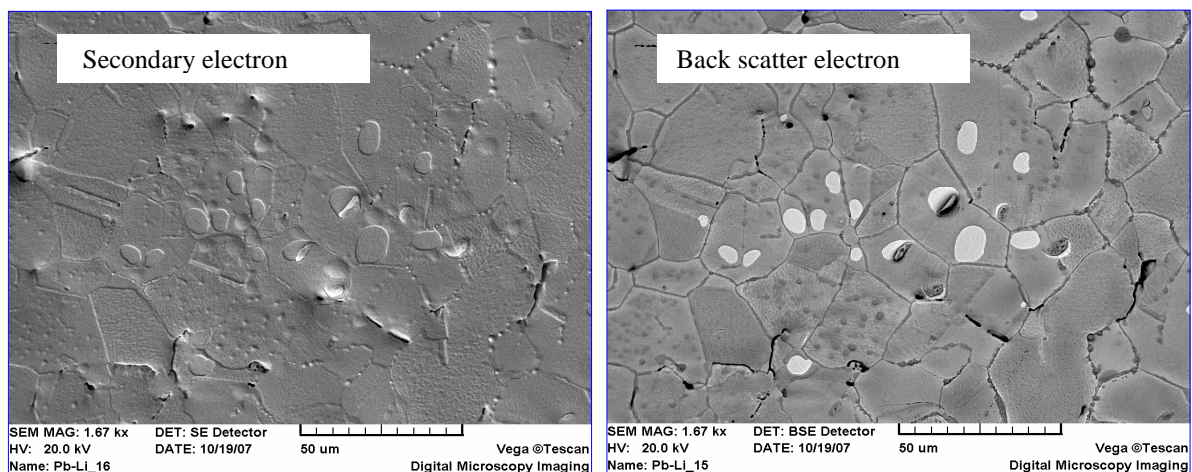 Secondary electron
SEM MAG: 1.67 kx DET: SE Detector
HV: 20.0 kV DATE: 10/19/07 50 um Vega ©Tescan
Name: Pb-Li_16 Digital Microscopy Imaging
Back scatter electron
SEM MAG: 1.67 kx DET: BSE Detector
HV: 20.0 kV DATE: 10/19/07 50 um Vega ©Tescan
Name: Pb-Li_15 Digital Microscopy Imaging